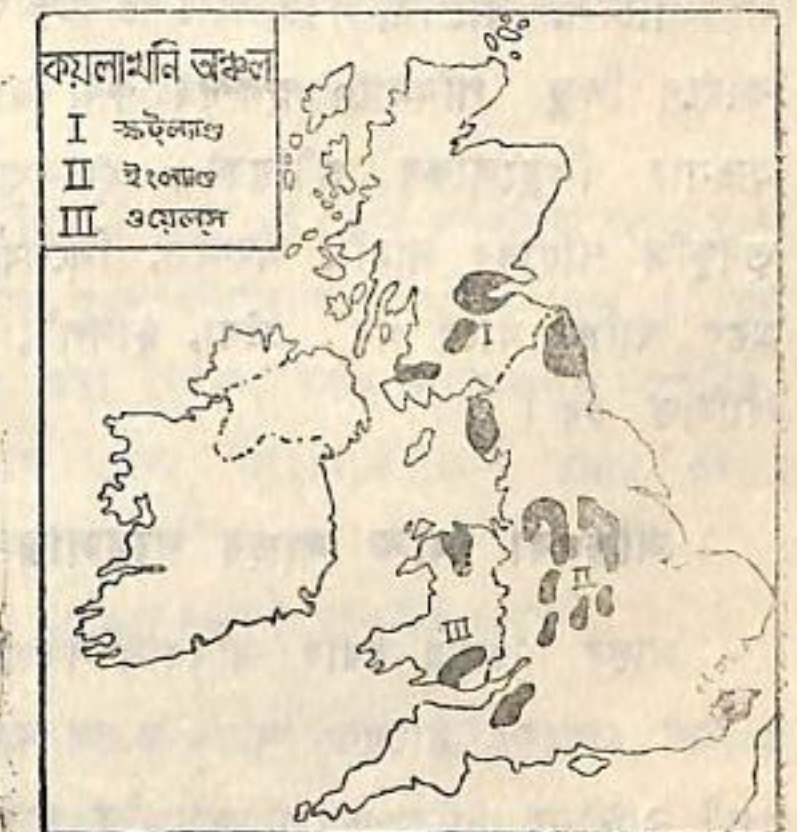 কয়লাখনি অঞ্চল
I স্কট্‌ল্যাণ্ড
II ইংল্যাণ্ড
III ওয়েলস্
I
II
III